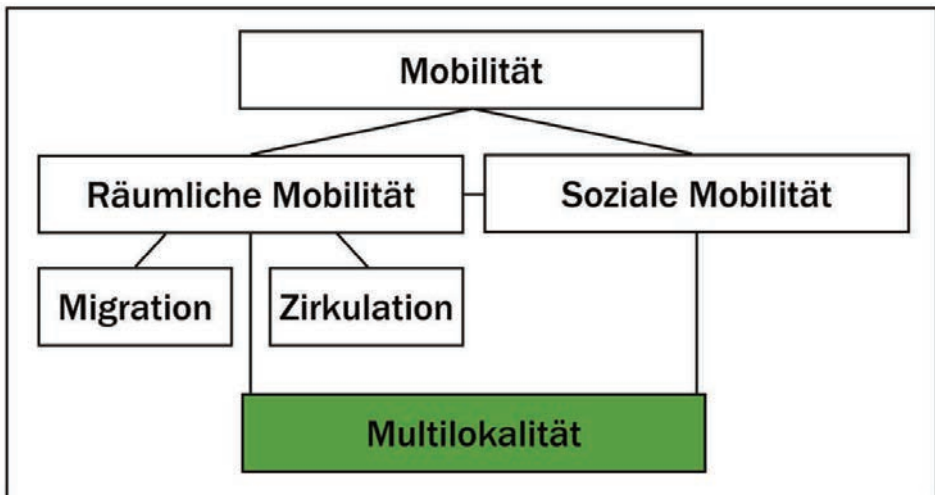 Mobilität
Räumliche Mobilität
Soziale Mobilität
Migration
Zirkulation
Multilokalität